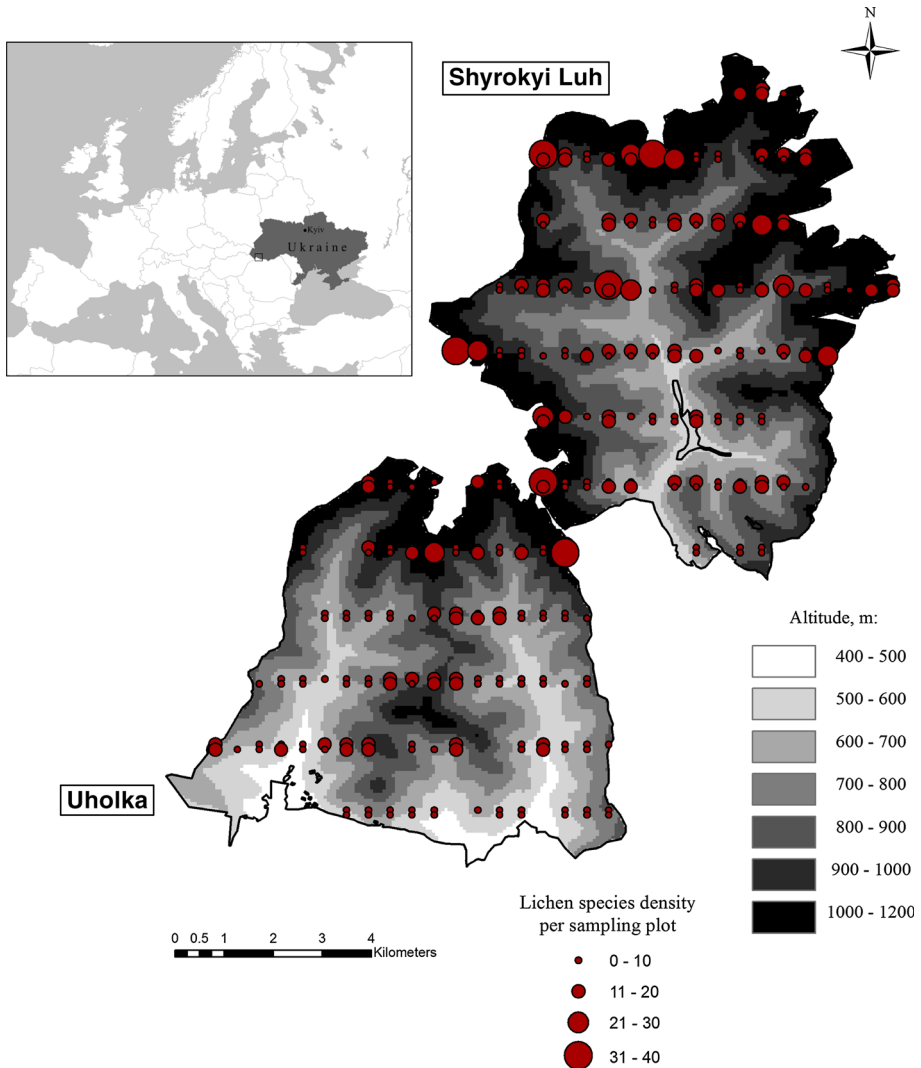 N
Shyrokyi Luh
Kyiv
Ukraine
Altitude, m:
400 - 500
500 - 600
600 - 700
700 - 800
800 - 900
900 - 1000
1000 - 1200
Uholka
Lichen species density
per sampling plot
0 - 10
11 - 20
21 - 30
31 - 40
0 0.5 1 2 3 4
Kilometers